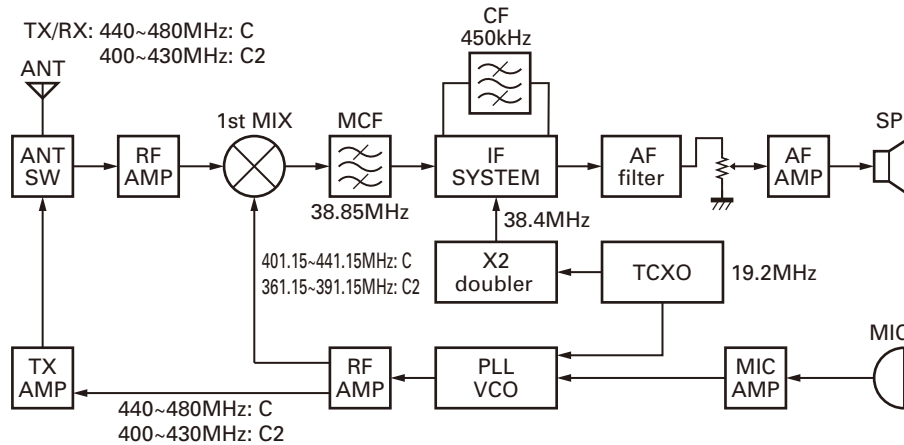 TX/RX: 440~480MHz: C
400~430MHz: C2
CF
450kHz
ANT
1st MIX
MCF
SP
ANT
SW
RF
AMP
IF
SYSTEM
AF
filter
AF
AMP
38.85MHz
38.4MHz
401.15~441.15MHz: C
361.15~391.15MHz: C2
X2
doubler
TCXO
19.2MHz
MIC
TX
AMP
RF
AMP
PLL
VCO
MIC
AMP
440~480MHz: C
400~430MHz: C2